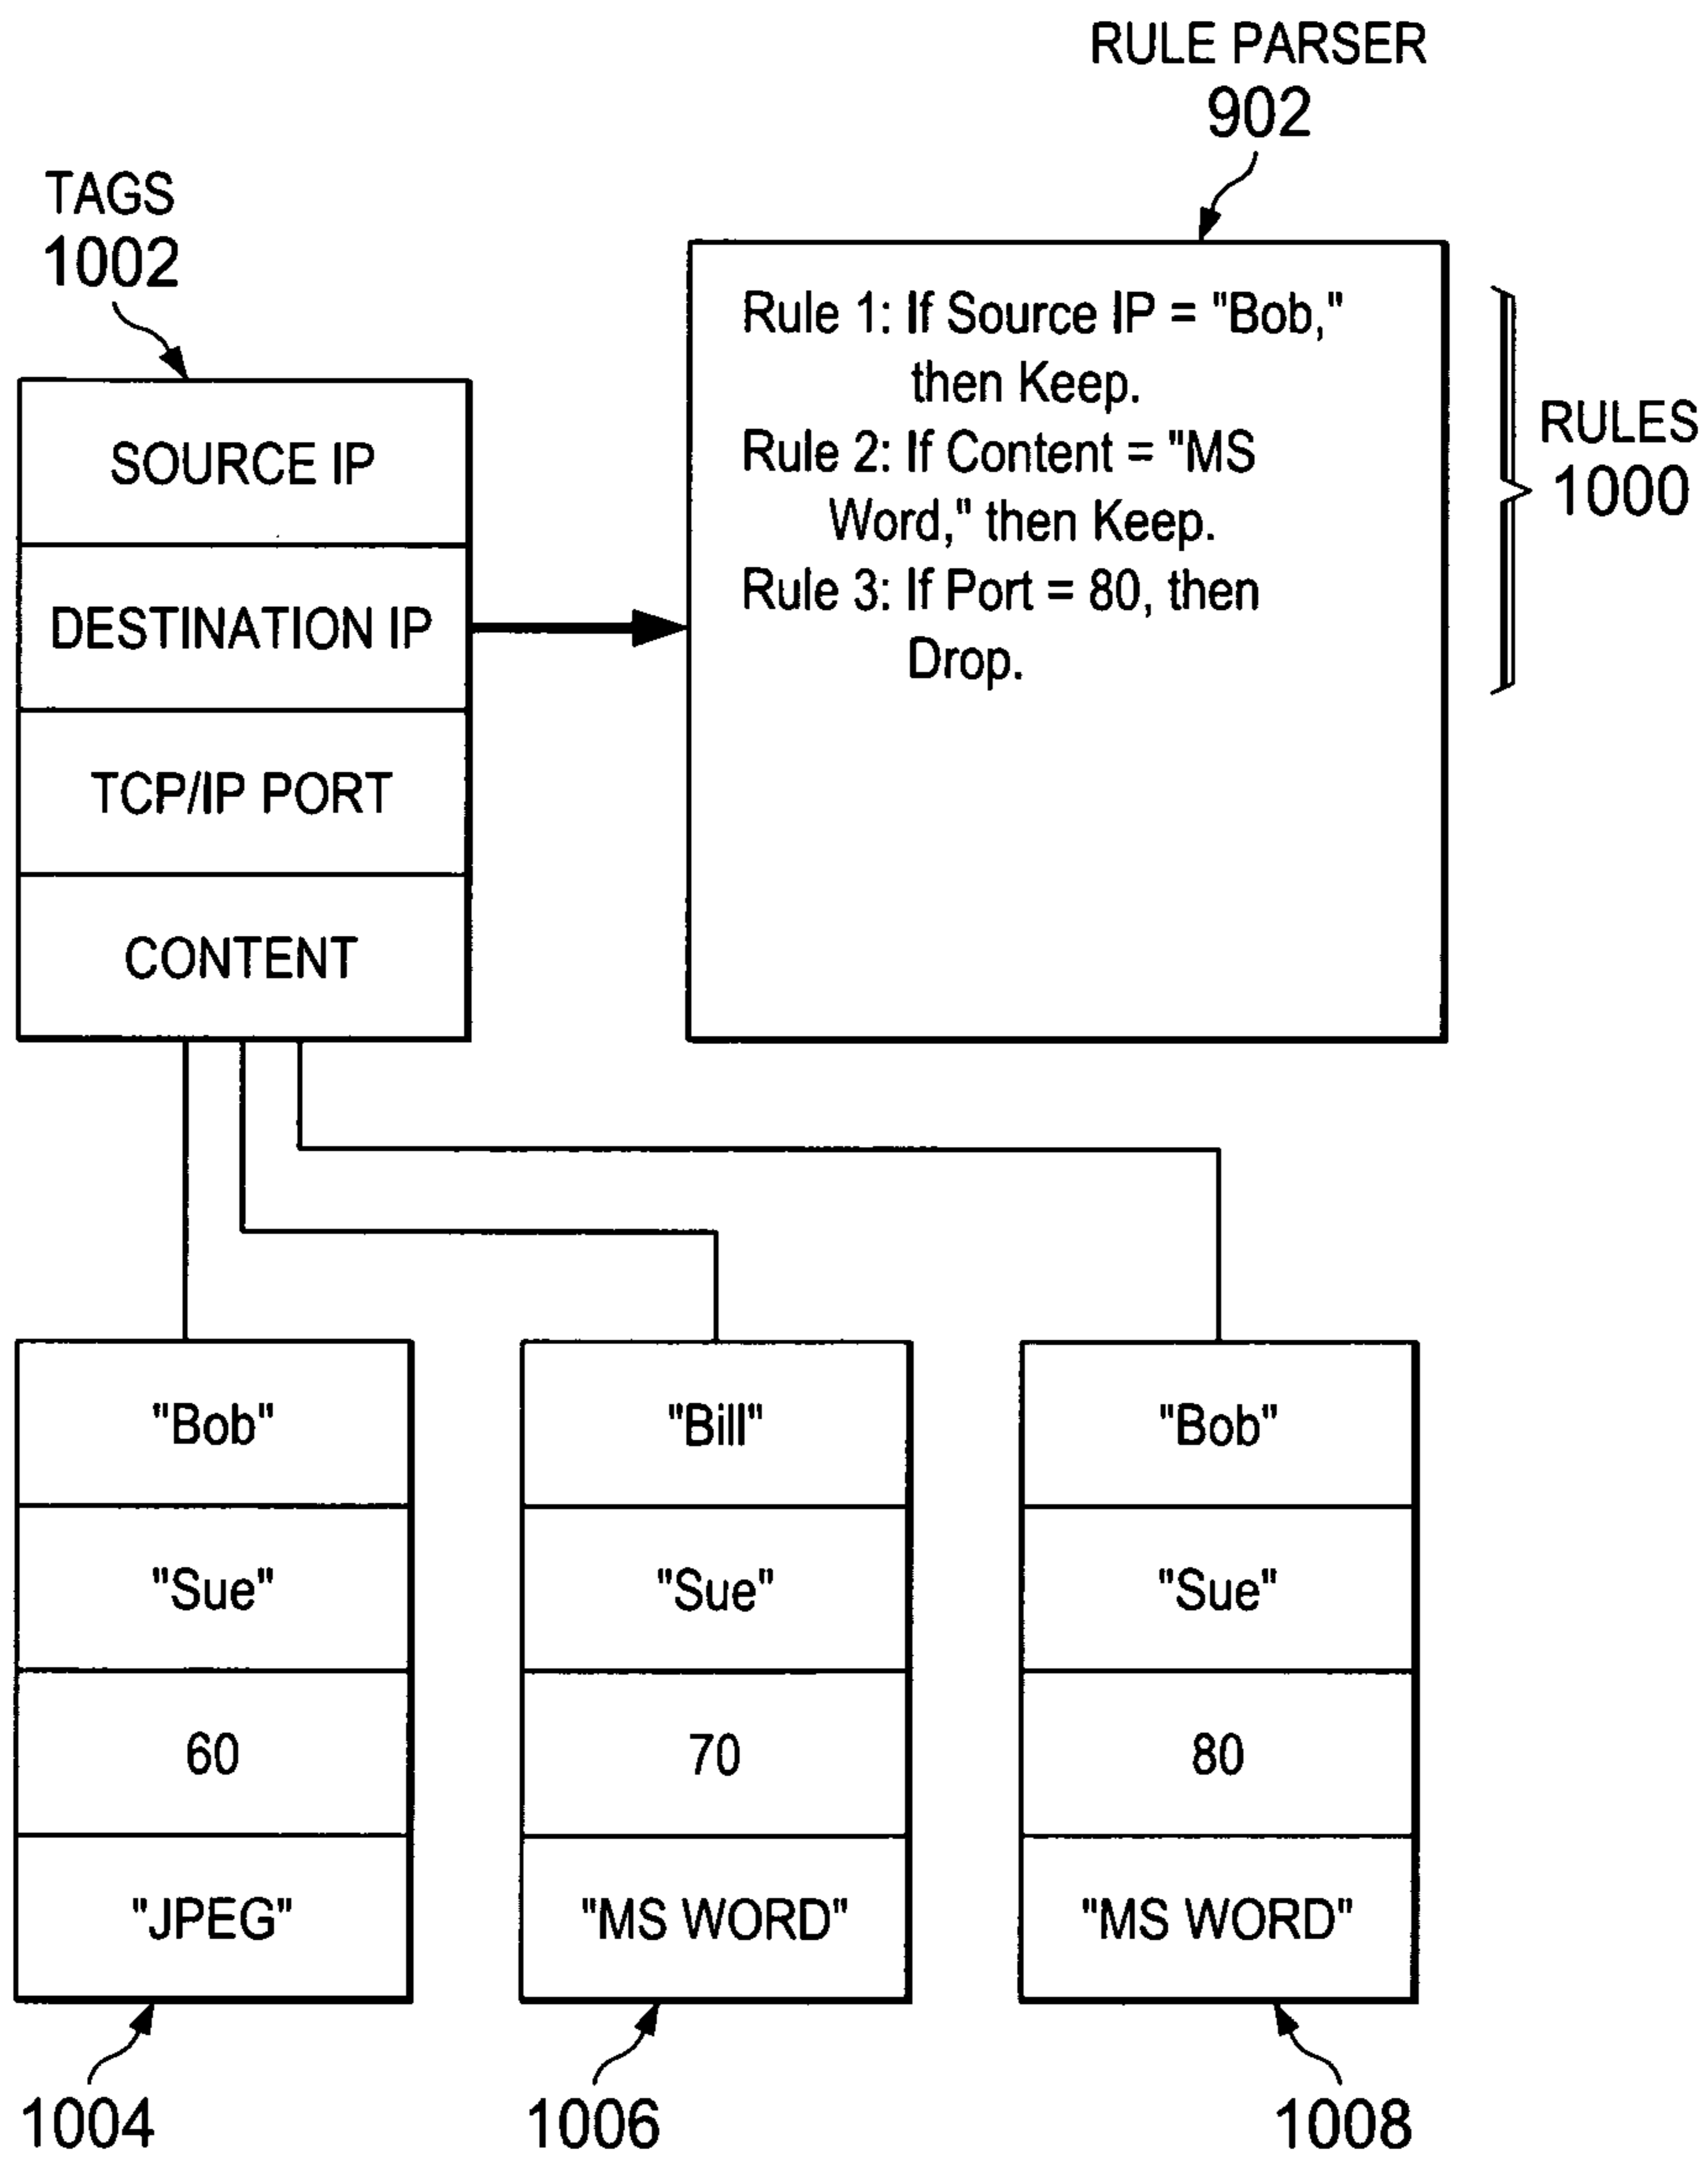 RULE PARSER
902
TAGS
1002
SOURCE IP
DESTINATION IP
TCP/IP PORT
CONTENT
Rule 1: If Source IP = "Bob,"
then Keep.
Rule 2: If Content = "MS
Word," then Keep.
Rule 3: If Port = 80, then
Drop.
RULES
1000
"Bob"
"Sue"
60
"JPEG"
1004
"Bill"
"Sue"
70
"MS WORD"
1006
"Bob"
"Sue"
80
"MS WORD"
1008